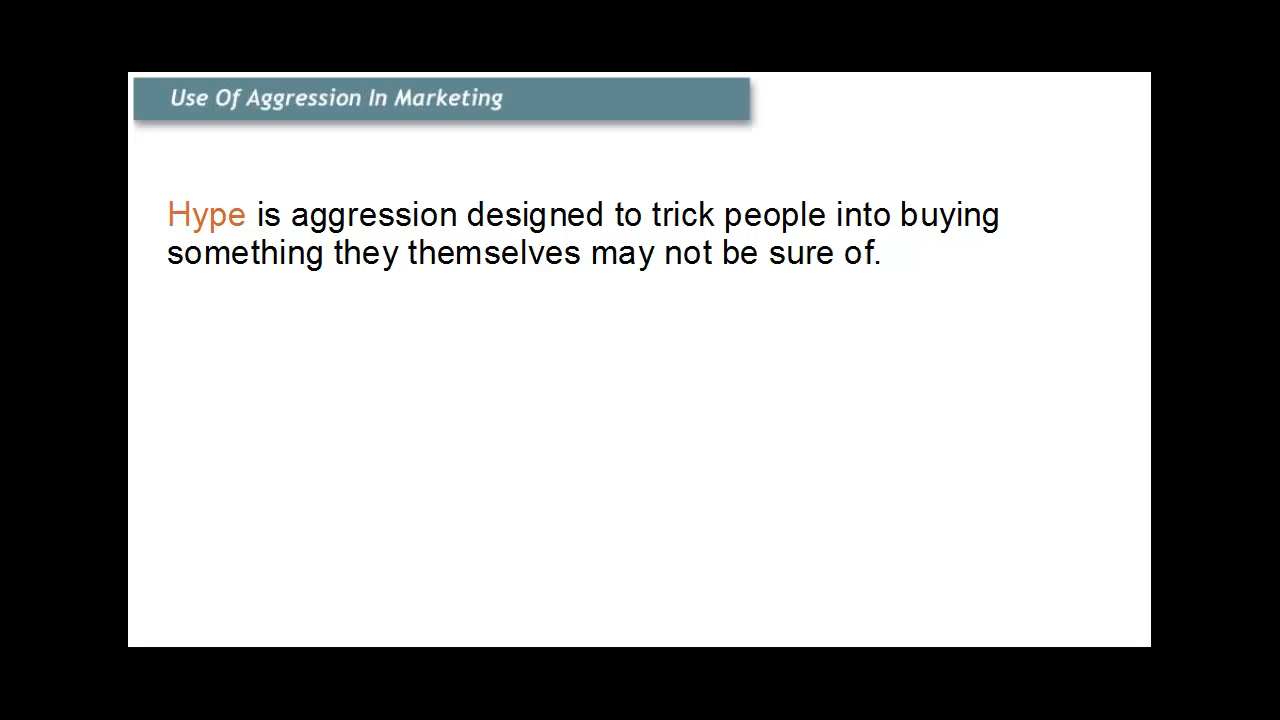 Use Of Aggression In Marketing
Hype is aggression designed to trick people into buying
something they themselves may not be sure of.